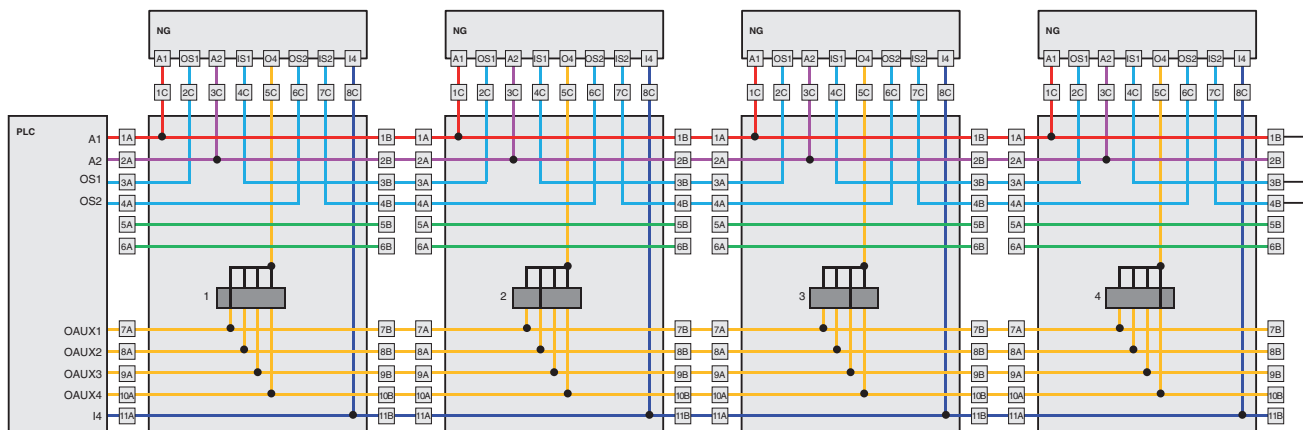 NG NG NG NG
A1 OS1 A2 IS1 O4 OS2 IS2 I4 A1 OS1 A2 IS1 O4 OS2 IS2 I4 A1 OS1 A2 IS1 O4 OS2 IS2 I4 A1 OS1 A2 IS1 O4 OS2 IS2 I4
1C 2C 3C 4C 5C 6C 7C 8C 1C 2C 3C 4C 5C 6C 7C 8C 1C 2C 3C 4C 5C 6C 7C 8C 1C 2C 3C 4C 5C 6C 7C 8C
PLC
A1 1A 1B 1A 1B 1A 1B 1A 1B
A2 2A 2B 2A 2B 2A 2B 2A 2B
OS1 3A 3B 3A 3B 3A 3B 3A 3B
OS2 4A 4B 4A 4B 4A 4B 4A 4B
5A 5B 5A 5B 5A 5B 5A 5B
6A 6B 6A 6B 6A 6B 6A 6B
1 2 3 4
OAUX1 7A 7B 7A 7B 7A 7B 7A 7B
OAUX2 8A 8B 8A 8B 8A 8B 8A 8B
OAUX3 9A 9B 9A 9B 9A 9B 9A 9B
OAUX4 10A 10B 10A 10B 10A 10B 10A 10B
I4 11A 11B 11A 11B 11A 11B 11A 11B